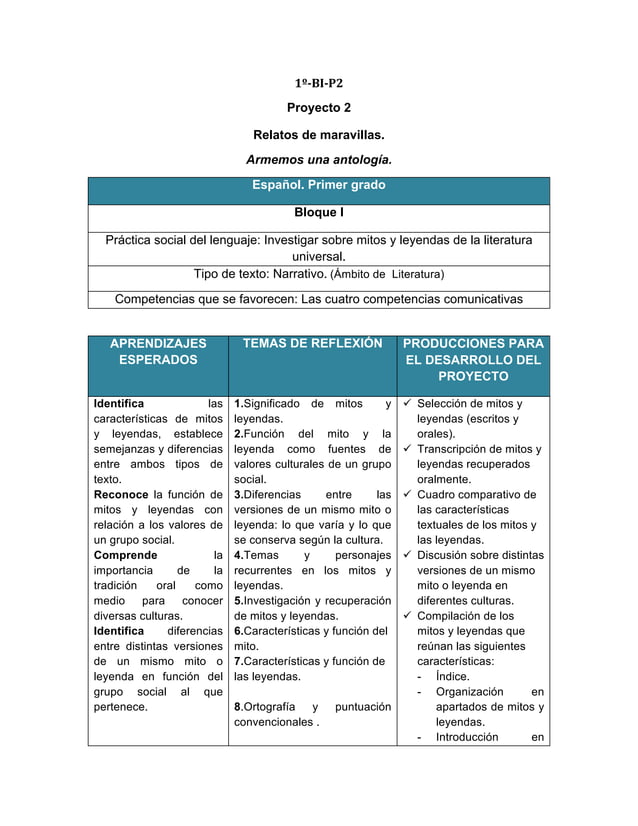 1º-BI-P2
Proyecto 2
Relatos de maravillas.
Armemos una antología.
Español. Primer grado
Bloque I
Práctica social del lenguaje: Investigar sobre mitos y leyendas de la literatura
universal.
Tipo de texto: Narrativo. (Ámbito de Literatura)
Competencias que se favorecen: Las cuatro competencias comunicativas
APRENDIZAJES
ESPERADOS
Identifica las
características de mitos
y leyendas, establece
semejanzas y diferencias
entre ambos tipos de
texto.
Reconoce la función de
mitos y leyendas con
relación a los valores de
un grupo social.
Comprende la
importancia de la
tradición oral como
medio para conocer
diversas culturas.
Identifica diferencias
entre distintas versiones
de un mismo mito o
leyenda en función del
grupo social al que
pertenece.
TEMAS DE REFLEXIÓN
1.Significado de mitos y
leyendas.
2.Función del mito y la
leyenda como fuentes de
valores culturales de un grupo
social.
3.Diferencias entre las
versiones de un mismo mito o
leyenda: lo que varía y lo que
se conserva según la cultura.
4.Temas y personajes
recurrentes en los mitos y
leyendas.
5.Investigación y recuperación
de mitos y leyendas.
6.Características y función del
mito.
7.Características y función de
las leyendas.
8.Ortografía y puntuación
convencionales .
PRODUCCIONES PARA
EL DESARROLLO DEL
PROYECTO
✓ Selección de mitos y
leyendas (escritos y
orales).
✓ Transcripción de mitos y
leyendas recuperados
oralmente.
✓ Cuadro comparativo de
las características
textuales de los mitos y
las leyendas.
✓ Discusión sobre distintas
versiones de un mismo
mito o leyenda en
diferentes culturas.
✓ Compilación de los
mitos y leyendas que
reúnan las siguientes
características:
- Índice.
- Organización en
apartados de mitos y
leyendas.
- Introducción en